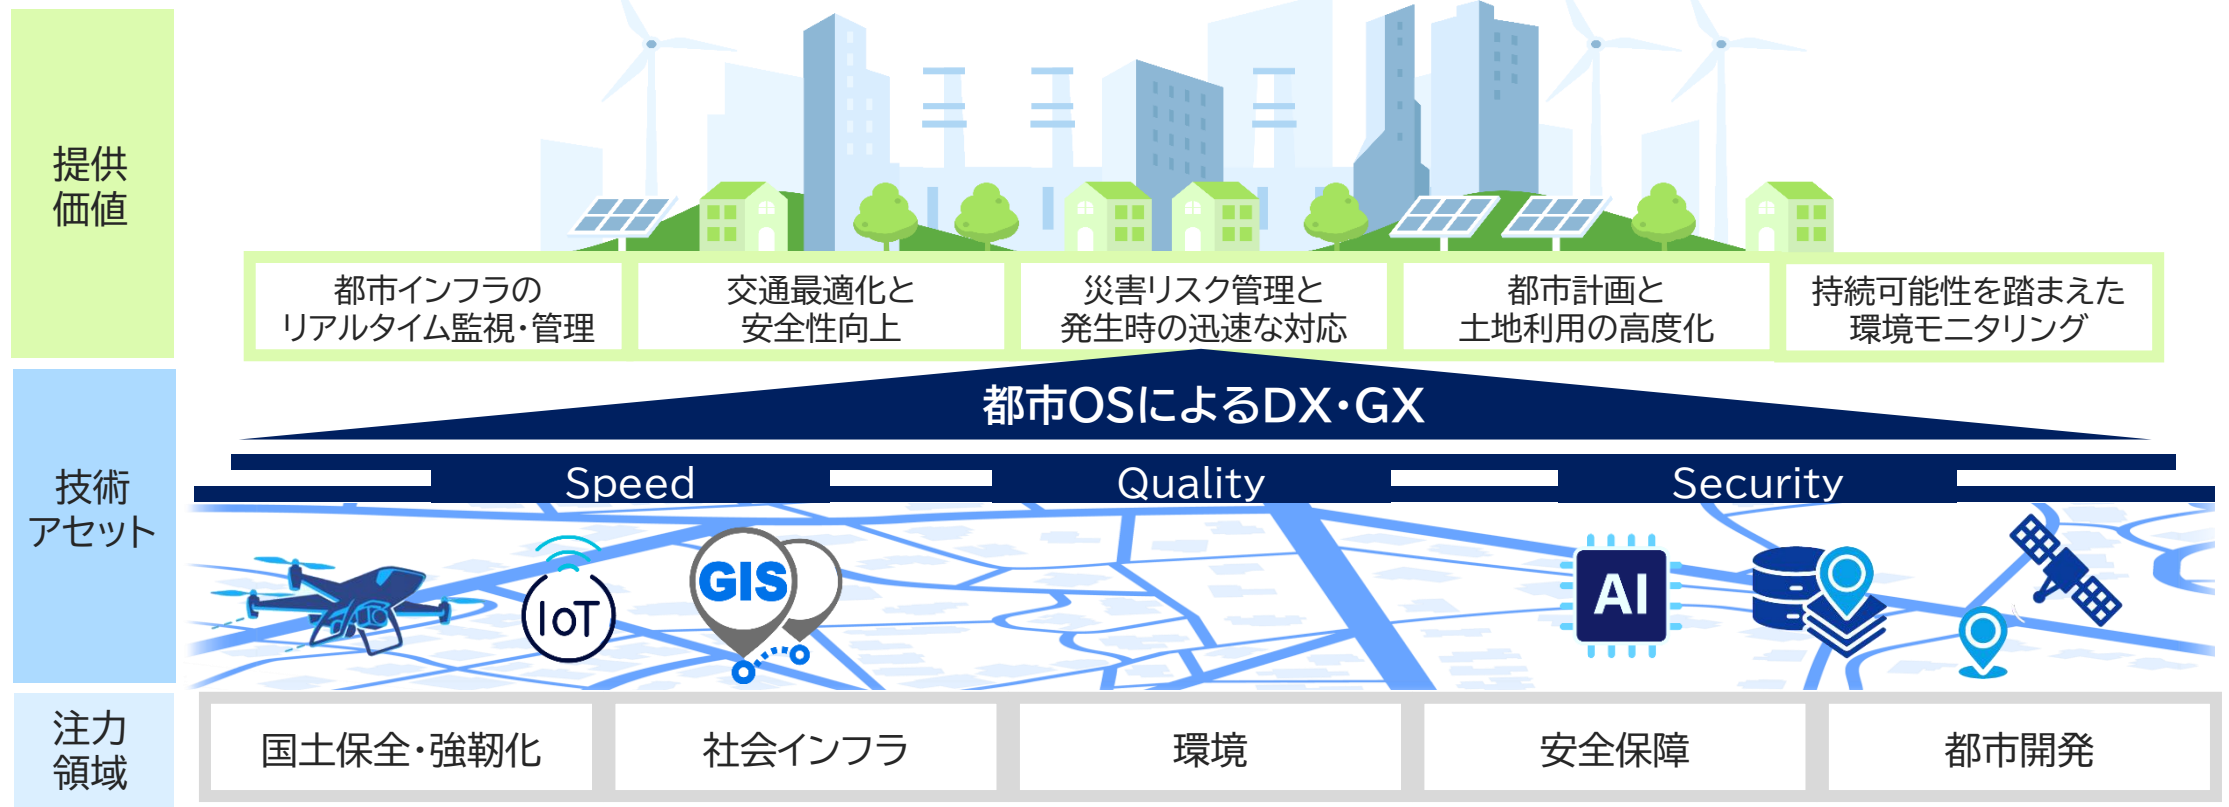 提供
価値
都市インフラの
リアルタイム監視・管理
交通最適化と
安全性向上
災害リスク管理と
発生時の迅速な対応
都市計画と
土地利用の高度化
持続可能性を踏まえた
環境モニタリング
技術
アセット
都市OSによるDX・GX
Speed
Quality
Security
IoT
GIS
AI
注力
領域
国土保全・強靭化
社会インフラ
環境
安全保障
都市開発